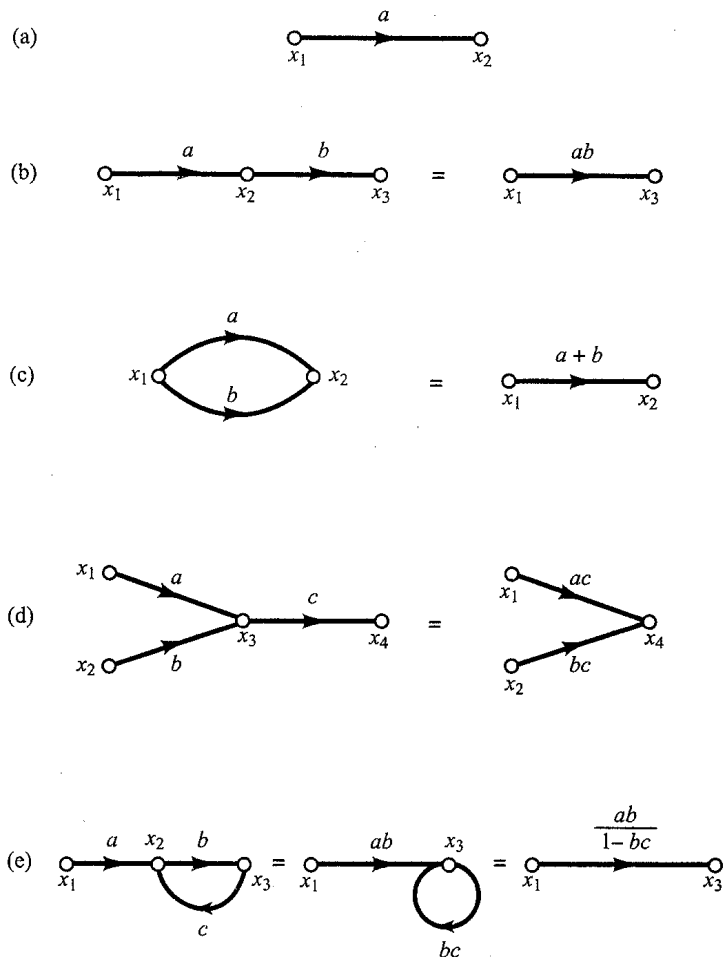 (a) a
x₁ x₂
(b) a b = ab
x₁ x₂ x₃ x₁ x₃
(c) a
x₁ x₂ = a + b
b x₁ x₂
(d) x₁ a c = x₁ ac
x₃ x₄ x₄
x₂ b x₂ bc
(e) a x₂ b = ab x₃ = ab
1 – bc
x₁ x₃ x₁ x₁ x₃
c bc